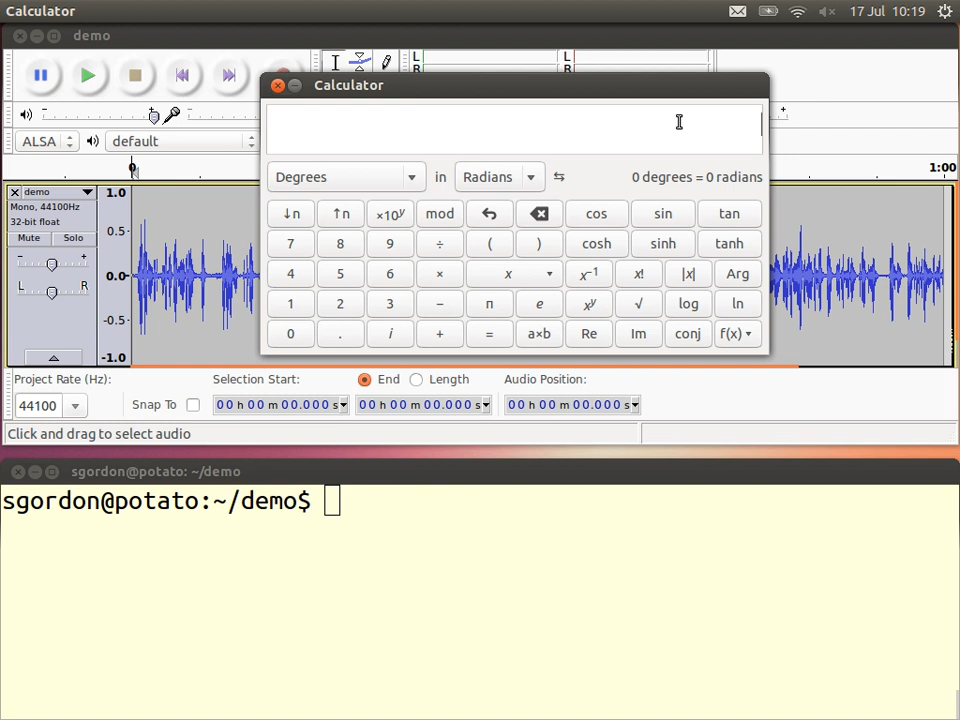 Calculator
17 Jul 10:19
demo
L
R
L
R
Calculator
ALSA
default
Degrees
in
Radians
⇆
0 degrees = 0 radians
0
1:00
↓n ↑n ×10y mod cos sin tan
7 8 9 ÷ ( ) cosh sinh tanh
4 5 6 × x x−1 x! |x| Arg
1 2 3 − π e xy √ log ln
0 . i + = a×b Re Im conj f(x)
demo
Mono, 44100Hz
32-bit float
Mute Solo
- +
L R
1.0
0.5-
0.0-
-0.5-
-1.0
Project Rate (Hz):
44100
Snap To
Selection Start:
End
Length
Audio Position:
00 h 00 m 00.000 s
00 h 00 m 00.000 s
00 h 00 m 00.000 s
Click and drag to select audio
sgordon@potato: ~/demo
sgordon@potato:~/demo$